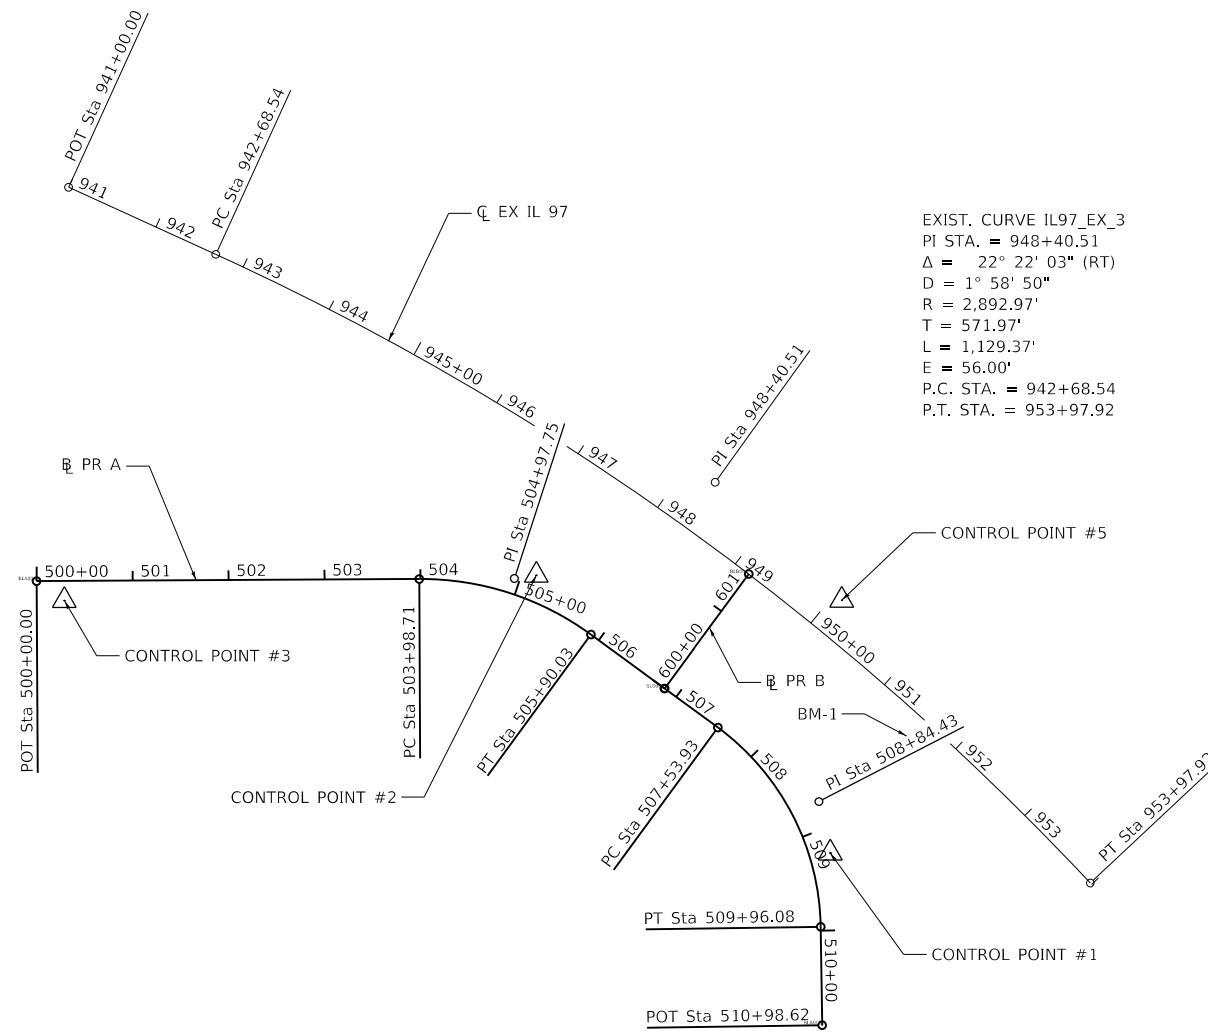 POT Sta 941+00.00
PC Sta 942+68.54
941
942
943
944
945+00
946
947
948
949
950+00
951
952
953
℄ EX IL 97
EXIST. CURVE IL97_EX_3
PI STA. = 948+40.51
Δ = 22° 22' 03" (RT)
D = 1° 58' 50"
R = 2,892.97'
T = 571.97'
L = 1,129.37'
E = 56.00'
P.C. STA. = 942+68.54
P.T. STA. = 953+97.92
PI Sta 948+40.51
PI Sta 504+97.75
BL PR A
CONTROL POINT #5
500+00
501
502
503
504
505+00
506
507
508
509
510+00
600+00
601
POT Sta 500+00.00
CONTROL POINT #3
PC Sta 503+98.71
PT Sta 505+90.03
BL PR B
BM-1
PI Sta 508+84.43
CONTROL POINT #2
PC Sta 507+53.93
PT Sta 953+97.92
PT Sta 509+96.08
CONTROL POINT #1
POT Sta 510+98.62